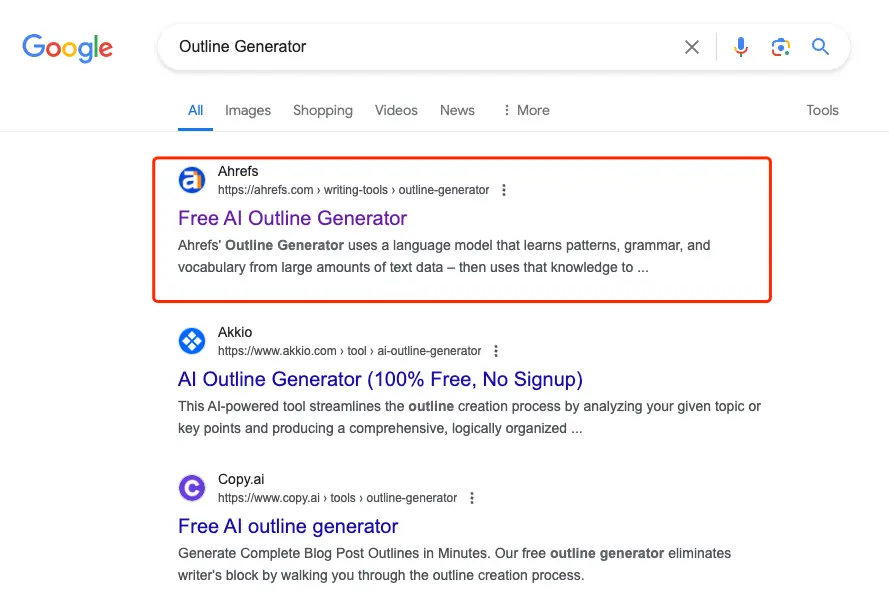 Google
Outline Generator
All Images Shopping Videos News More Tools
Ahrefs
https://ahrefs.com › writing-tools › outline-generator
Free AI Outline Generator
Ahrefs' Outline Generator uses a language model that learns patterns, grammar, and
vocabulary from large amounts of text data – then uses that knowledge to ...
Akkio
https://www.akkio.com › tool › ai-outline-generator
AI Outline Generator (100% Free, No Signup)
This AI-powered tool streamlines the outline creation process by analyzing your given topic or
key points and producing a comprehensive, logically organized ...
Copy.ai
https://www.copy.ai › tools › outline-generator
Free AI outline generator
Generate Complete Blog Post Outlines in Minutes. Our free outline generator eliminates
writer's block by walking you through the outline creation process.